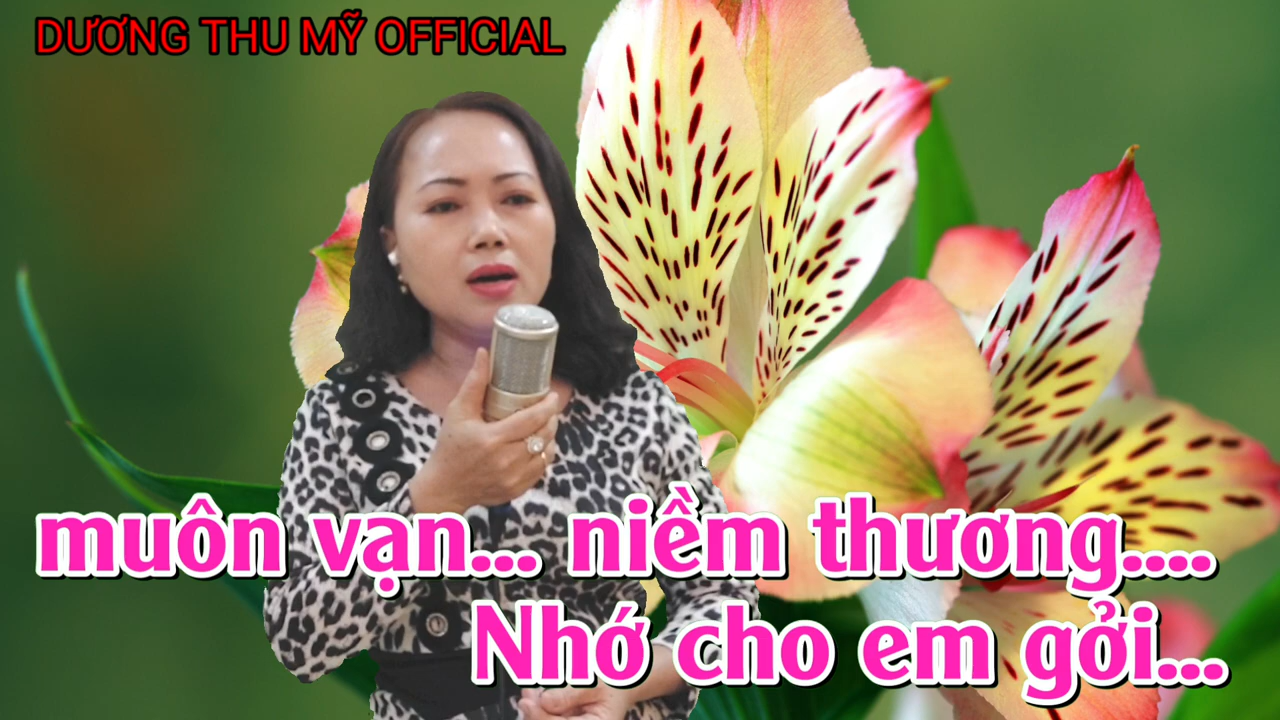 DƯƠNG THU MỸ OFFICIAL
muôn vạn... niềm thương....
Nhớ cho em gởi...